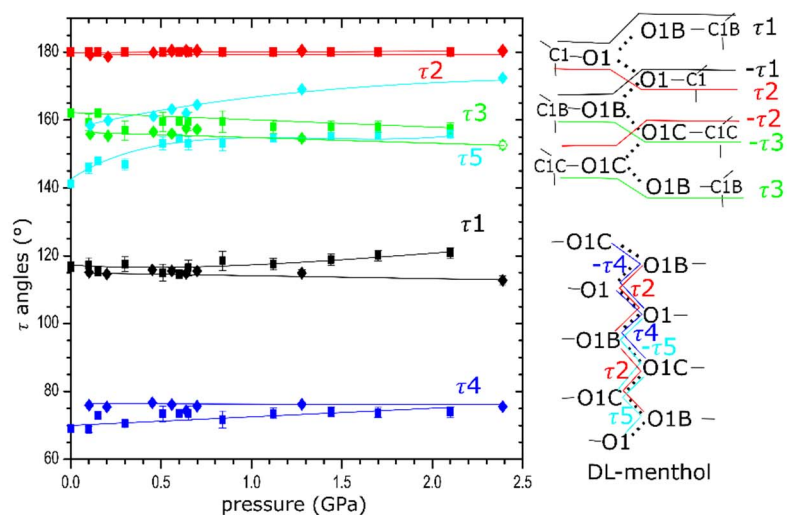 180
160
140
120
100
80
60
τ angles (°)
0.0 0.5 1.0 1.5 2.0 2.5
pressure (GPa)
τ2
τ3
τ5
τ1
τ4
O1B C1B τ1
C1 O1
-τ1
O1 C1
τ2
C1B O1B
-τ2
O1C C1C
-τ3
C1C O1C
O1B C1B τ3
O1C
-τ4 O1B
O1 τ2
O1
τ4
O1B -τ5
O1C
τ2
O1C
τ5 O1B
O1
DL-menthol